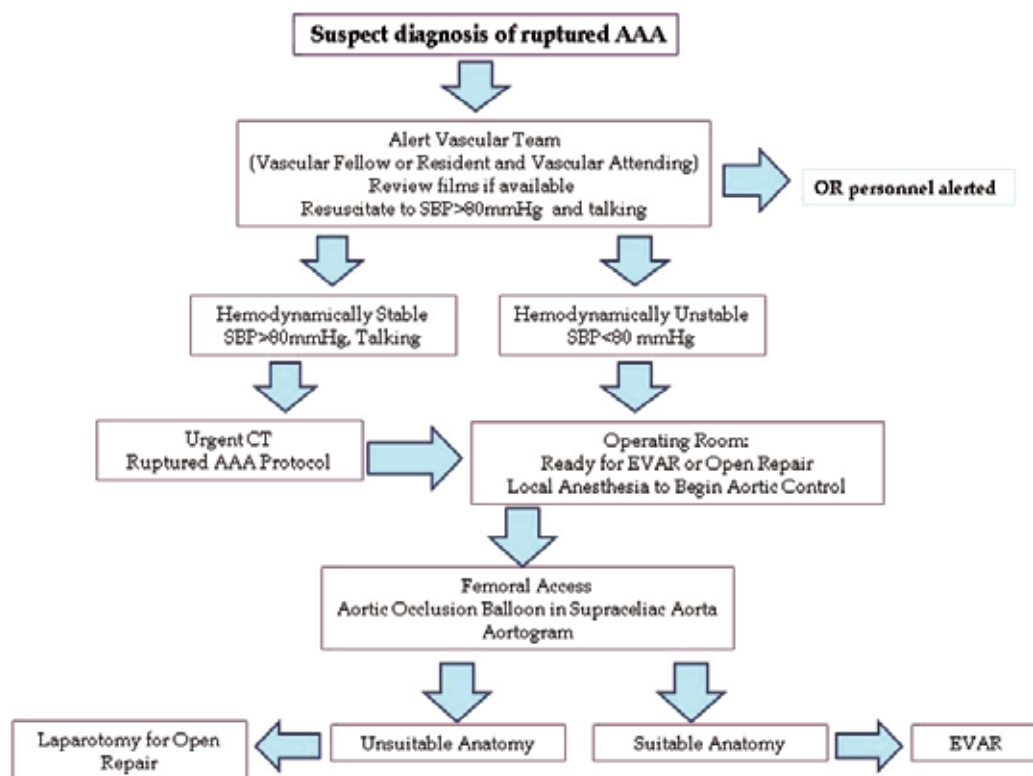 Suspect diagnosis of ruptured AAA
Alert Vascular Team
(Vascular Fellow or Resident and Vascular Attending)
Review films if available
Resuscitate to SBP>80mmHg and talking
OR personnel alerted
Hemodynamically Stable
SBP>80mmHg, Talking
Hemodynamically Unstable
SBP<80 mmHg
Urgent CT
Ruptured AAA Protocol
Operating Room:
Ready for EVAR or Open Repair
Local Anesthesia to Begin Aortic Control
Femoral Access
Aortic Occlusion Balloon in Supraceliac Aorta
Aortogram
Laparotomy for Open
Repair
Unsuitable Anatomy
Suitable Anatomy
EVAR